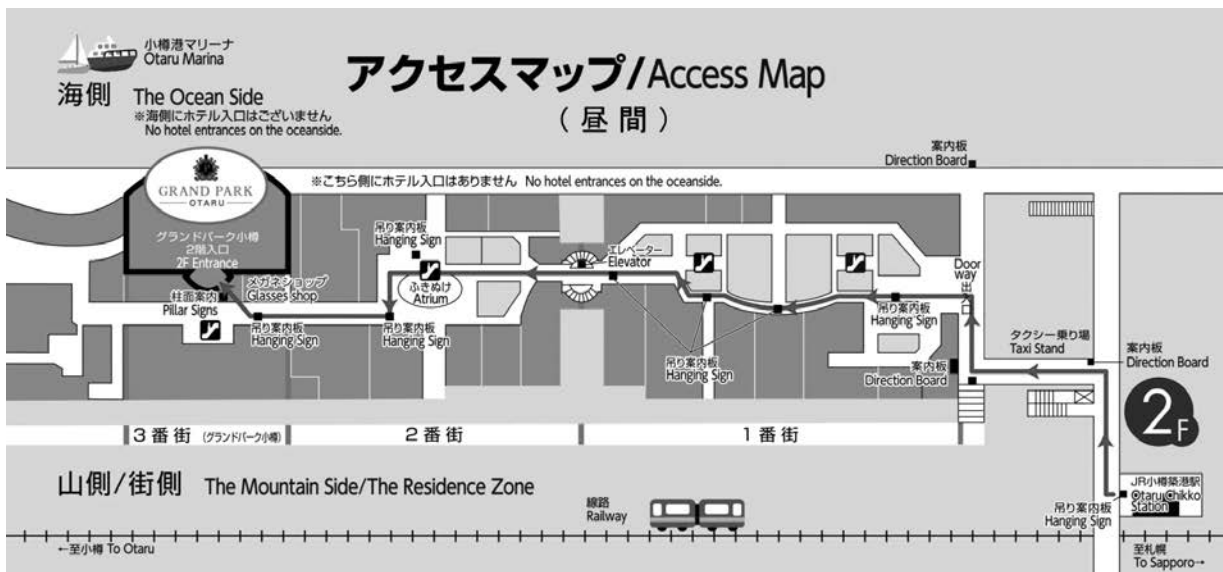 小樽港マリーナ
Otaru Marina
アクセスマップ/Access Map
(昼間)
海側 The Ocean Side
※海側にホテル入口はございません
No hotel entrances on the oceanside.
案内板
Direction Board
GRAND PARK
OTARU
※こちら側にホテル入口はありません No hotel entrances on the oceanside.
グランドパーク小樽
2階入口
2F Entrance
吊り案内板
Hanging Sign
エレベーター
Elevator
Door
way
出入口
メガネショップ
Glasses shop
ふきぬけ
Atrium
柱面案内
Pillar Signs
吊り案内板
Hanging Sign
吊り案内板
Hanging Sign
吊り案内板
Hanging Sign
吊り案内板
Hanging Sign
タクシー乗り場
Taxi Stand
案内板
Direction Board
案内板
Direction Board
2F
3番街 (グランドパーク小樽)
2番街
1番街
山側/街側 The Mountain Side/The Residence Zone
線路
Railway
JR小樽築港駅
Otaru Chikko
Station
吊り案内板
Hanging Sign
←至小樽 To Otaru
至札幌
To Sapporo→